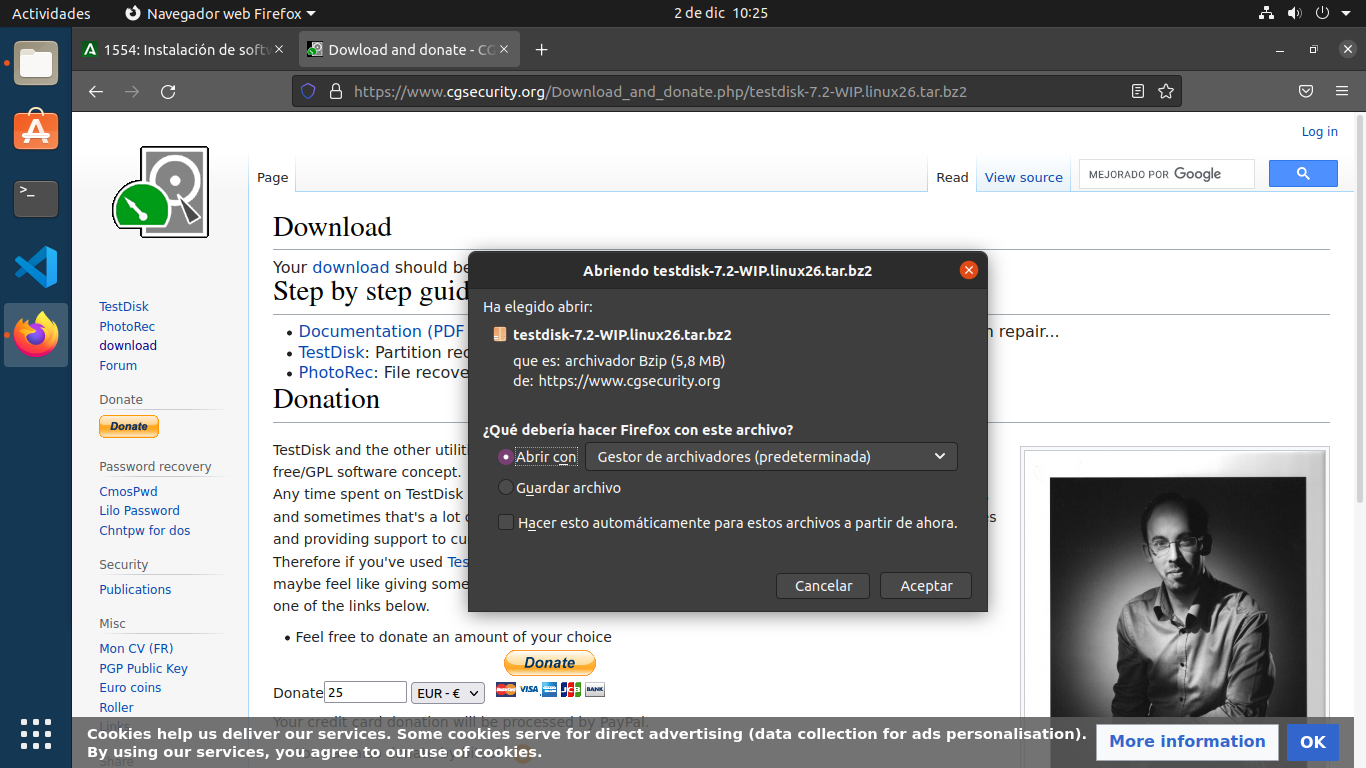 Actividades
Navegador web Firefox
2 de dic 10:25
1554: Instalación de softw
Dowload and donate - CG
https://www.cgsecurity.org/Download_and_donate.php/testdisk-7.2-WIP.linux26.tar.bz2
Log in
Page
Read
View source
MEJORADO POR Google
Download
Your download should be
Step by step guid
Documentation (PDF
n repair...
TestDisk: Partition rec
PhotoRec: File recove
Donation
TestDisk and the other utiliti
free/GPL software concept.
Any time spent on TestDisk
and sometimes that's a lot o
es
and providing support to cu
Therefore if you've used Tes
maybe feel like giving some
one of the links below.
Feel free to donate an amount of your choice
Donate
Donate 25 EUR - €
MasterCard VISA JCB BANK
Your credit card donation will be processed by PayPal.
TestDisk
PhotoRec
download
Forum
Donate
Donate
Password recovery
CmosPwd
Lilo Password
Chntpw for dos
Security
Publications
Misc
Mon CV (FR)
PGP Public Key
Euro coins
Roller
Links
Share
Abriendo testdisk-7.2-WIP.linux26.tar.bz2
Ha elegido abrir:
testdisk-7.2-WIP.linux26.tar.bz2
que es: archivador Bzip (5,8 MB)
de: https://www.cgsecurity.org
¿Qué debería hacer Firefox con este archivo?
Abrir con
Gestor de archivadores (predeterminada)
Guardar archivo
Hacer esto automáticamente para estos archivos a partir de ahora.
Cancelar
Aceptar
Cookies help us deliver our services. Some cookies serve for direct advertising (data collection for ads personalisation).
By using our services, you agree to our use of cookies.
More information
OK